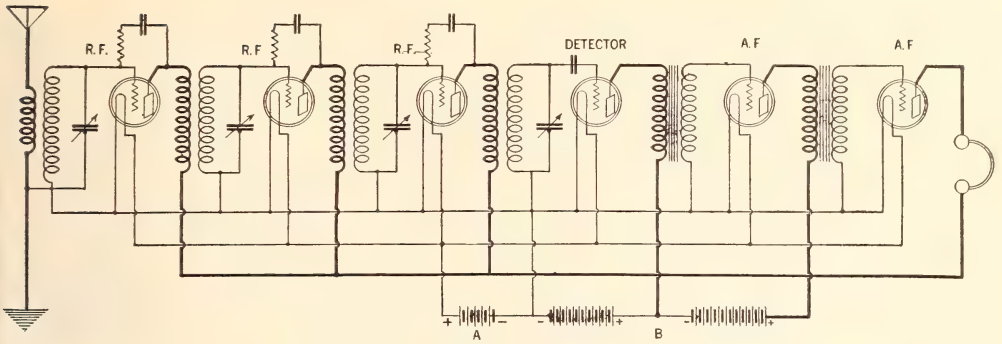 R.F. R.F R.F. DETECTOR A.F A.F
+ A - - + B - +